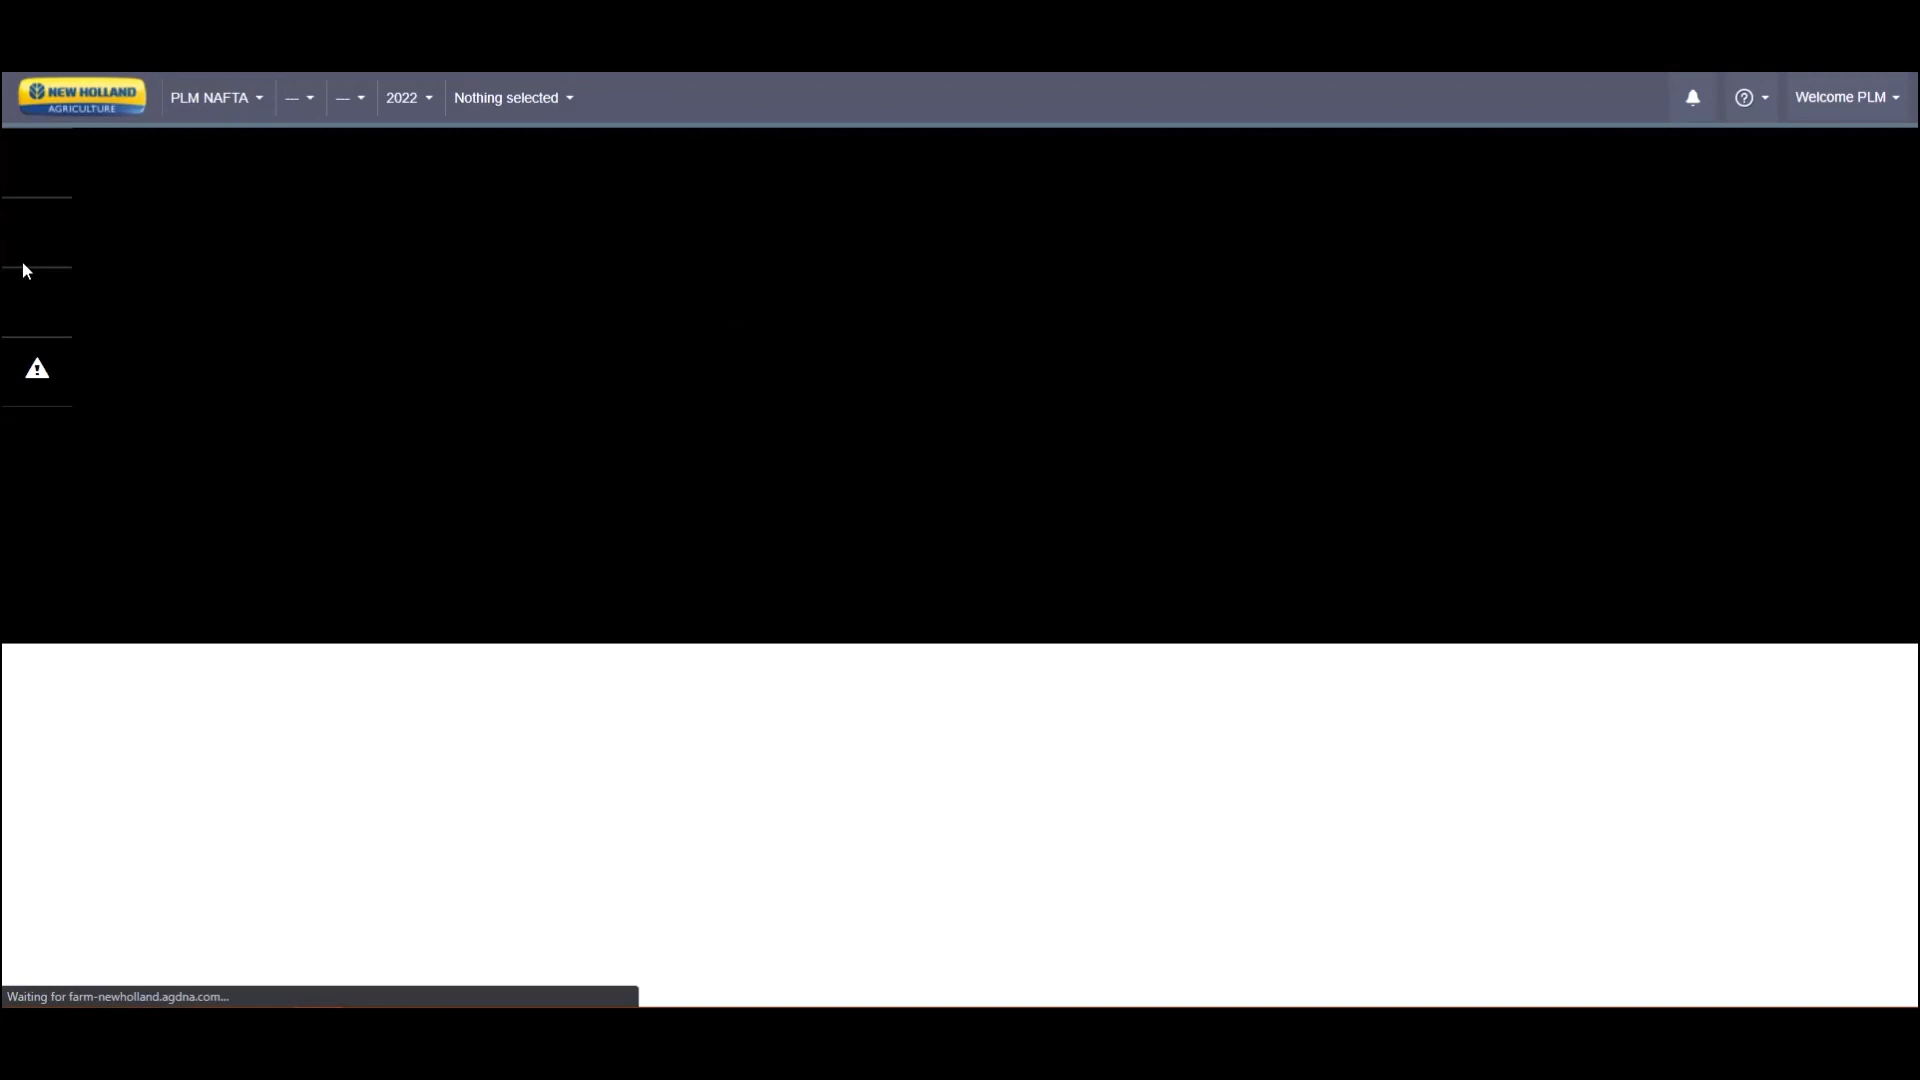 NEW HOLLAND
AGRICULTURE
PLM NAFTA — — 2022 Nothing selected Welcome PLM
Waiting for farm-newholland.agdna.com...